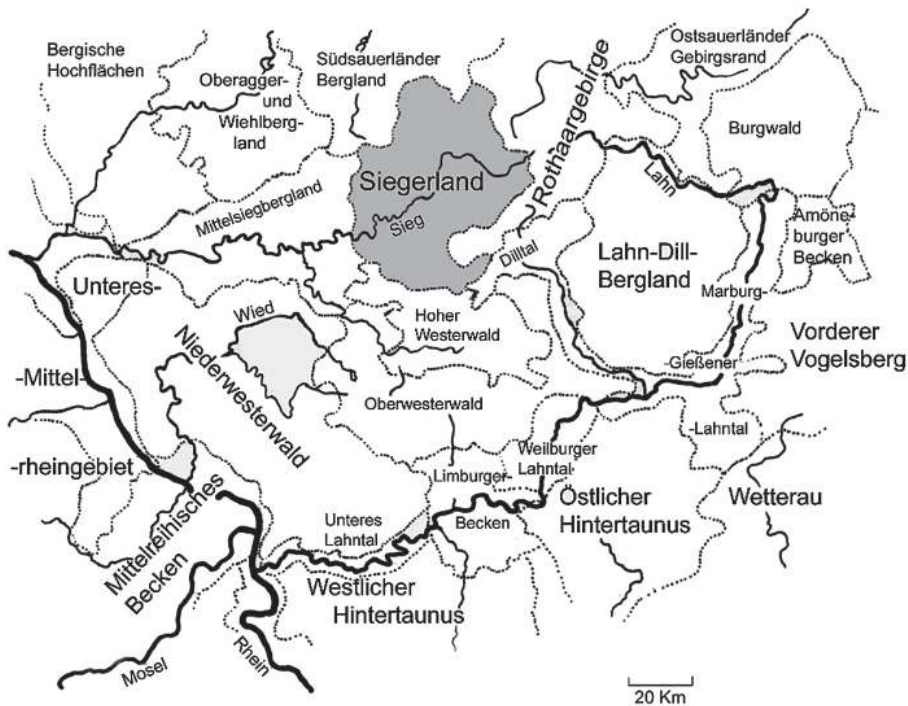 Bergische
Hochflächen
Oberagger-
und
Wiehlberg-
land
Südsauerländer
Bergland
Ostsauerländer
Gebirgsrand
Rothaargebirge
Burgwald
Siegerland
Mittelsiegbergland
Sieg
Lahn
Amöne-
burger
Becken
Dilltal
Lahn-Dill-
Bergland
Unteres-
Marburg-
Wied
Hoher
Westerwald
Vorderer
Vogelsberg
Niederwesterwald
Gießener
-Mittel-
Oberwesterwald
-Lahntal
-rheingebiet
Weilburger
Lahntal-
Limburger-
Östlicher
Hintertaunus
Wetterau
Mittelreihisches
Becken
Unteres
Lahntal
Becken
Westlicher
Hintertaunus
Mosel
Rhein
20 Km